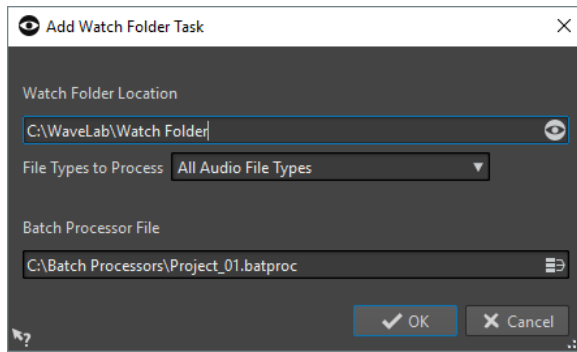 Add Watch Folder Task
Watch Folder Location
C:\WaveLab\Watch Folder
File Types to Process All Audio File Types
Batch Processor File
C:\Batch Processors\Project_01.batproc
OK Cancel
?